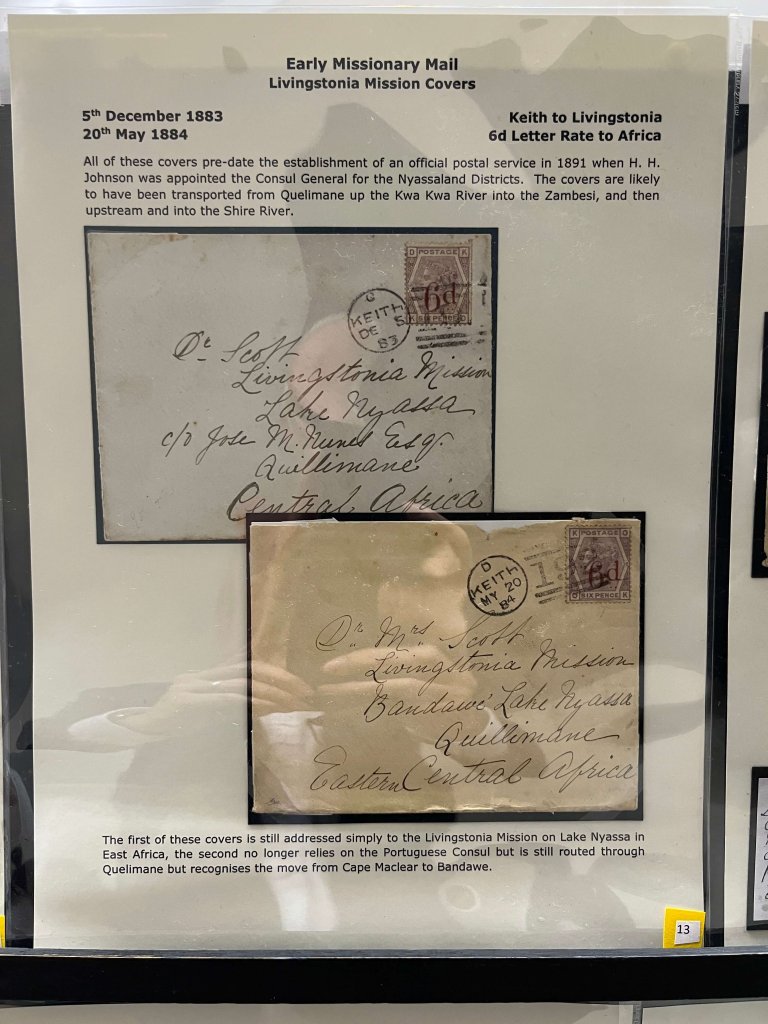 Early Missionary Mail
Livingstonia Mission Covers
5th December 1883
20th May 1884
Keith to Livingstonia
6d Letter Rate to Africa
All of these covers pre-date the establishment of an official postal service in 1891 when H. H.
Johnson was appointed the Consul General for the Nyassaland Districts. The covers are likely
to have been transported from Quelimane up the Kwa Kwa River into the Zambesi, and then
upstream and into the Shire River.
D POSTAGE K
6d
K SIX PENCE D
KEITH
DE 5
83
Dr Scott
Livingstonia Mission
Lake Nyassa
c/o Jose M. Nunes Esqr.
Quillimane
Central Africa
K POSTAGE O
6d
O SIX PENCE K
D
KEITH
MY 20
84
Dr. Mrs. Scott
Livingstonia Mission
Bandawé Lake Nyassa
Quillimane
Eastern Central Africa
The first of these covers is still addressed simply to the Livingstonia Mission on Lake Nyassa in
East Africa, the second no longer relies on the Portuguese Consul but is still routed through
Quelimane but recognises the move from Cape Maclear to Bandawe.
13